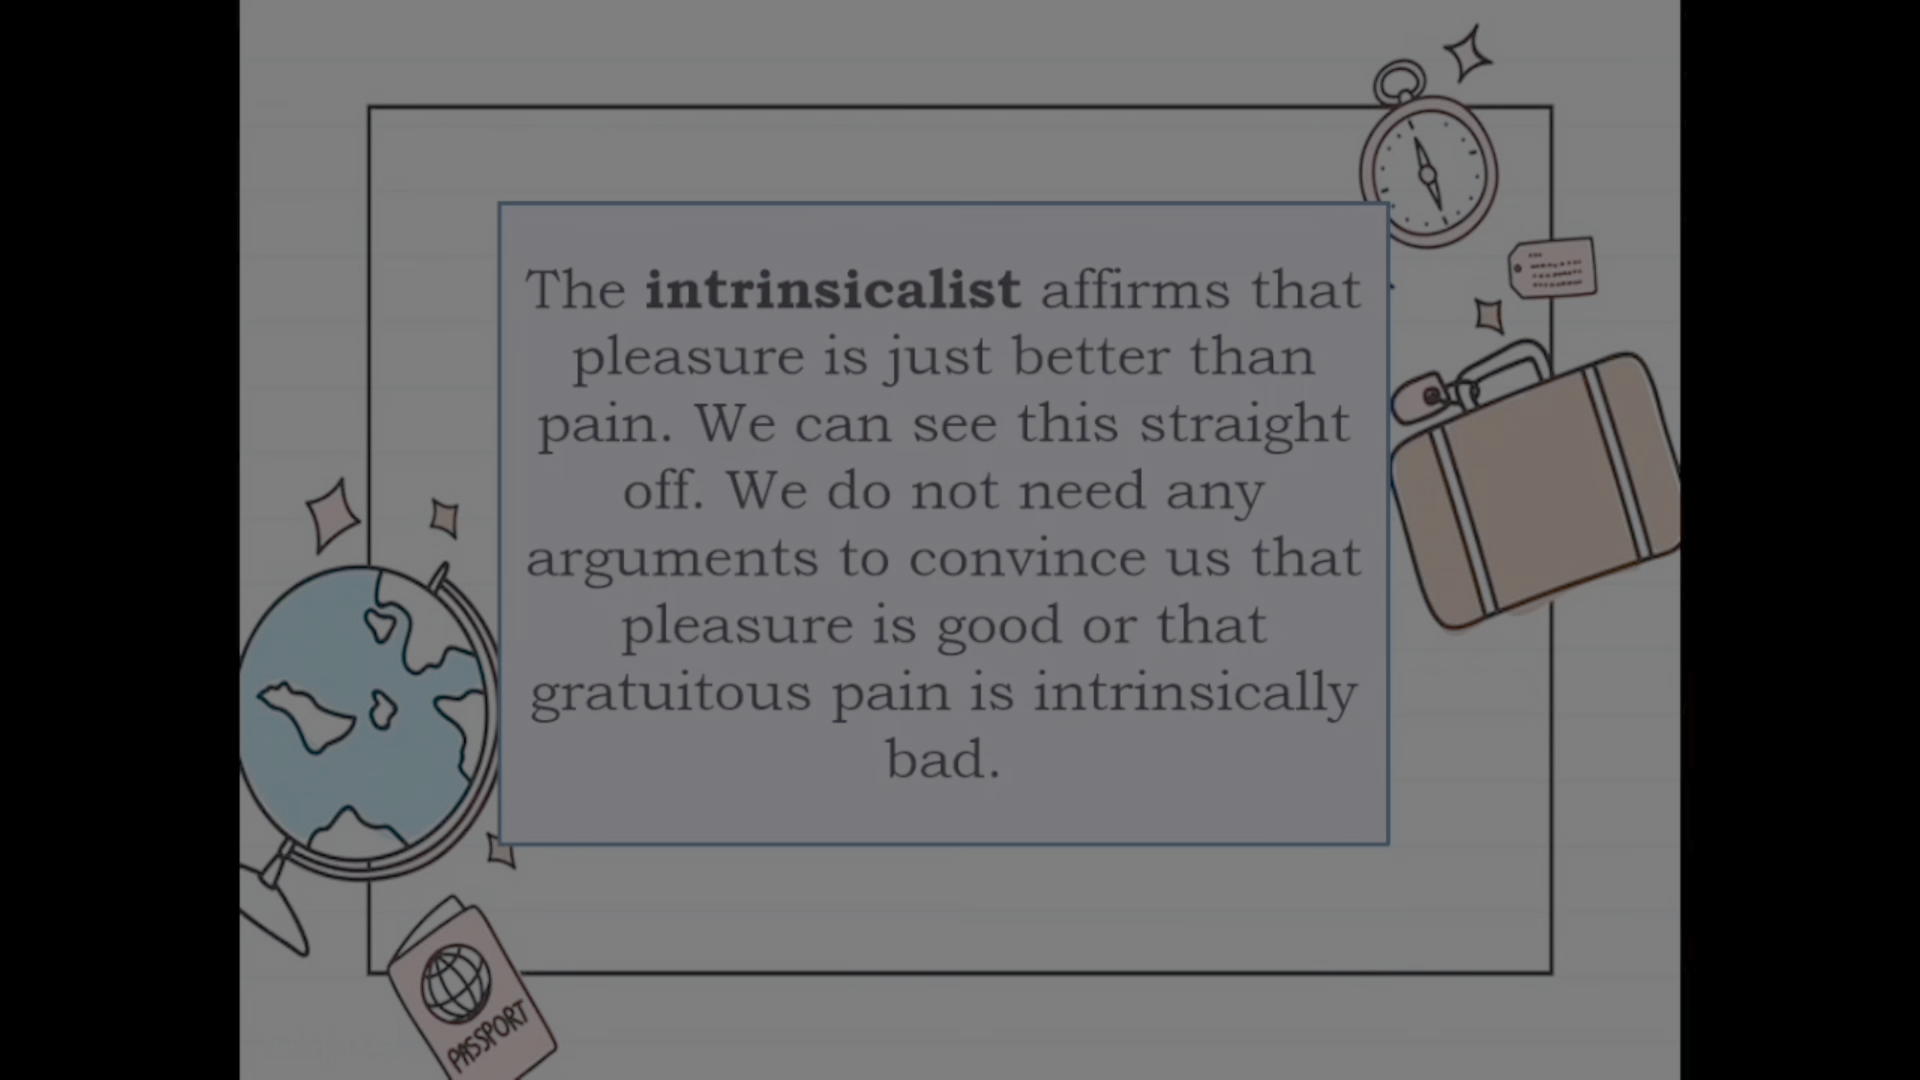 The intrinsicalist affirms that
pleasure is just better than
pain. We can see this straight
off. We do not need any
arguments to convince us that
pleasure is good or that
gratuitous pain is intrinsically
bad.
PASSPORT